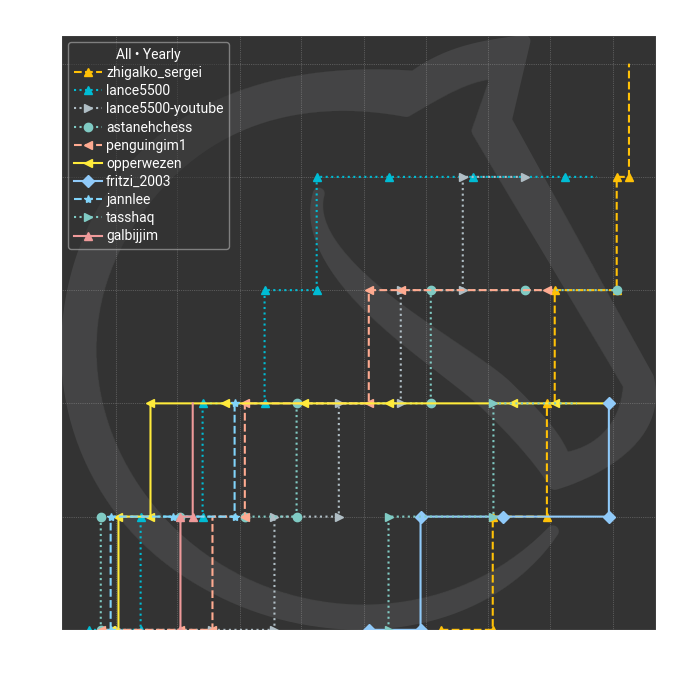 All • Yearly
zhigalko_sergei
lance5500
lance5500-youtube
astanehchess
penguingim1
opperwezen
fritzi_2003
jannlee
tasshaq
galbijjim